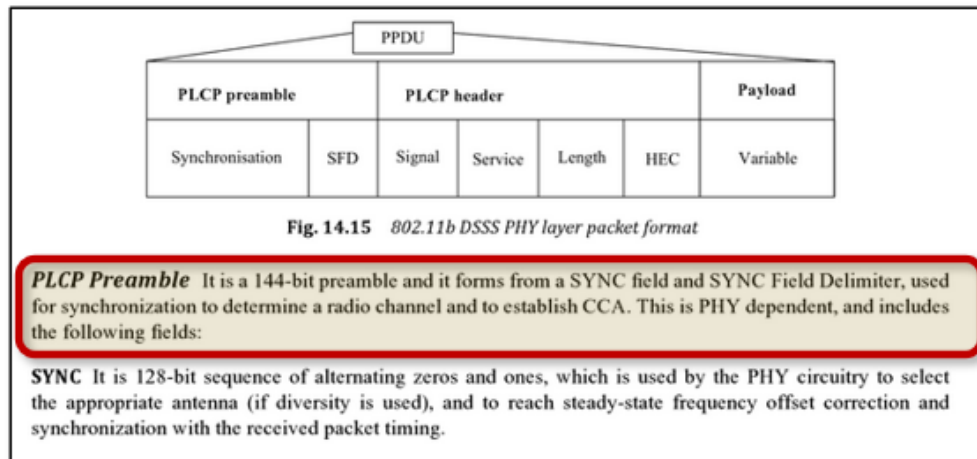 PPDU
PLCP preamble PLCP header Payload
Synchronisation SFD Signal Service Length HEC Variable
Fig. 14.15 802.11b DSSS PHY layer packet format
PLCP Preamble It is a 144-bit preamble and it forms from a SYNC field and SYNC Field Delimiter, used
for synchronization to determine a radio channel and to establish CCA. This is PHY dependent, and includes
the following fields:
SYNC It is 128-bit sequence of alternating zeros and ones, which is used by the PHY circuitry to select
the appropriate antenna (if diversity is used), and to reach steady-state frequency offset correction and
synchronization with the received packet timing.